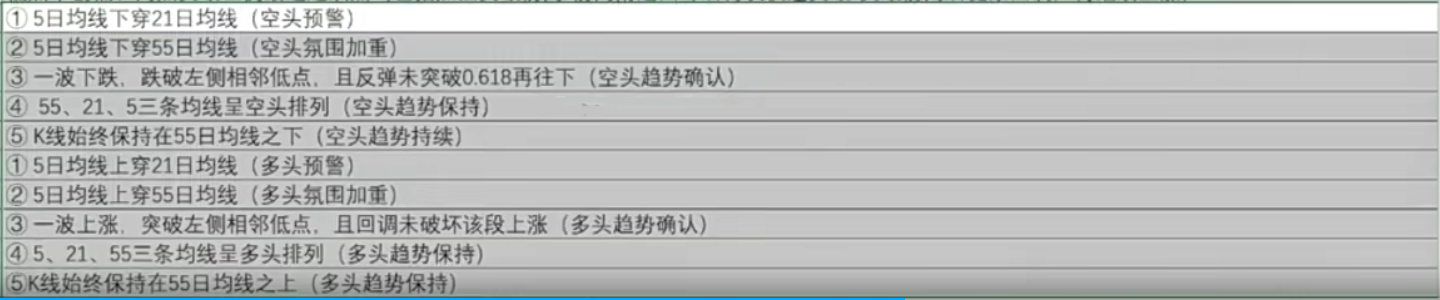 ① 5日均线下穿21日均线（空头预警）
② 5日均线下穿55日均线（空头氛围加重）
③ 一波下跌，跌破左侧相邻低点，且反弹未突破0.618再往下（空头趋势确认）
④ 55、21、5三条均线呈空头排列（空头趋势保持）
⑤ K线始终保持在55日均线之下（空头趋势持续）
① 5日均线上穿21日均线（多头预警）
② 5日均线上穿55日均线（多头氛围加重）
③ 一波上涨，突破左侧相邻低点，且回调未破坏该段上涨（多头趋势确认）
④ 5、21、55三条均线呈多头排列（多头趋势保持）
⑤K线始终保持在55日均线之上（多头趋势保持）